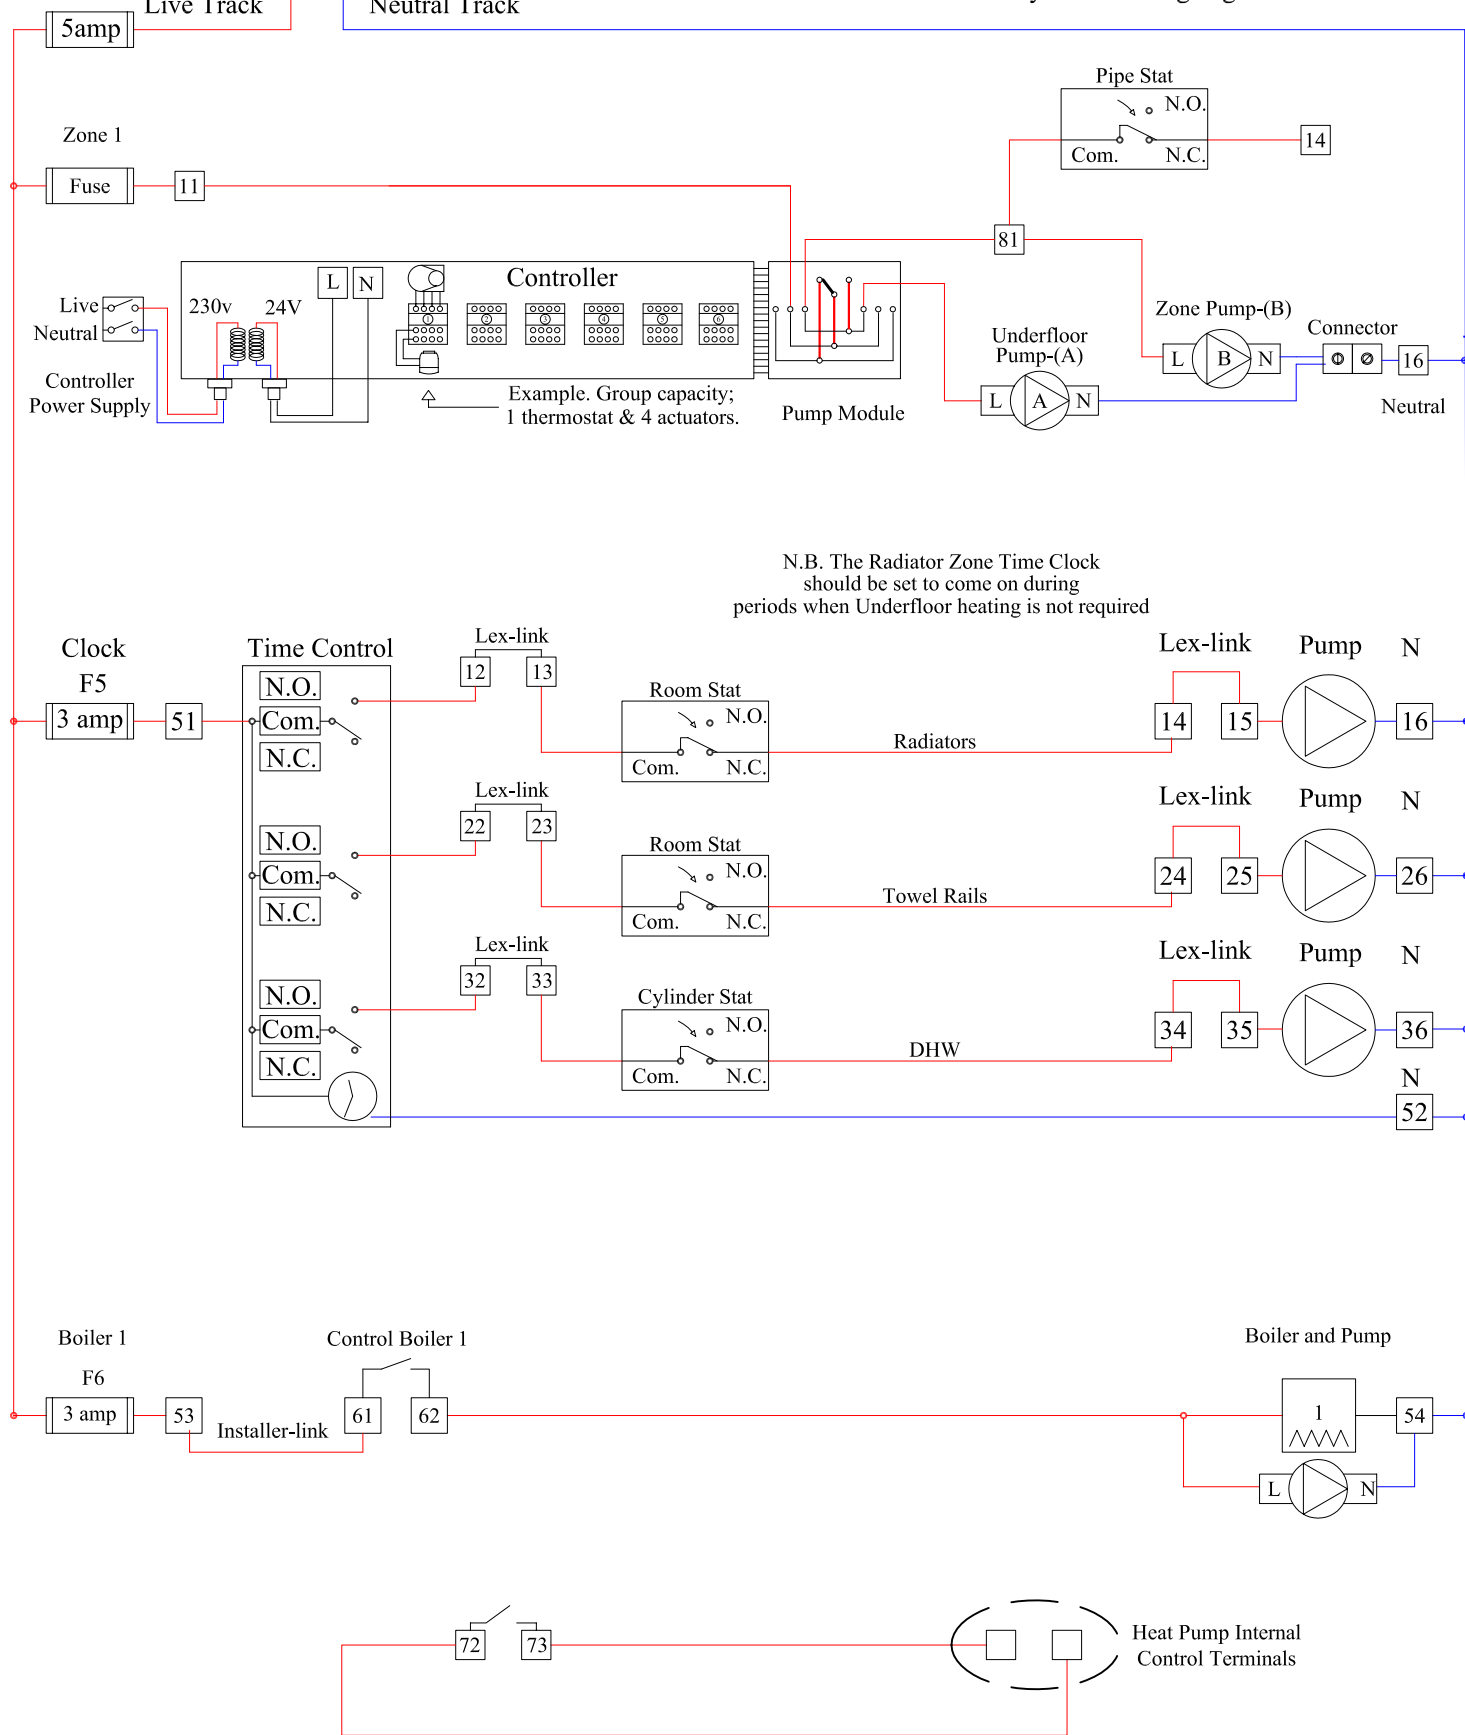 Live Track
Neutral Track
5amp
Pipe Stat
N.O.
Com.
N.C.
14
Zone 1
Fuse
11
81
Controller
L
N
230v
24V
Live
Neutral
1
2
3
4
5
6
Controller
Power Supply
Example. Group capacity;
1 thermostat & 4 actuators.
Pump Module
Underfloor
Pump-(A)
L
A
N
Zone Pump-(B)
L
B
N
Connector
16
Neutral
N.B. The Radiator Zone Time Clock
should be set to come on during
periods when Underfloor heating is not required
Clock
F5
3 amp
51
Time Control
N.O.
Com.
N.C.
Lex-link
12
13
Room Stat
N.O.
Com.
N.C.
Radiators
Lex-link
14
15
Pump
N
16
N.O.
Com.
N.C.
Lex-link
22
23
Room Stat
N.O.
Com.
N.C.
Towel Rails
Lex-link
24
25
Pump
N
26
N.O.
Com.
N.C.
Lex-link
32
33
Cylinder Stat
N.O.
Com.
N.C.
DHW
Lex-link
34
35
Pump
N
36
N
52
Boiler 1
F6
3 amp
53
Installer-link
Control Boiler 1
61
62
Boiler and Pump
1
54
L
N
72
73
Heat Pump Internal
Control Terminals